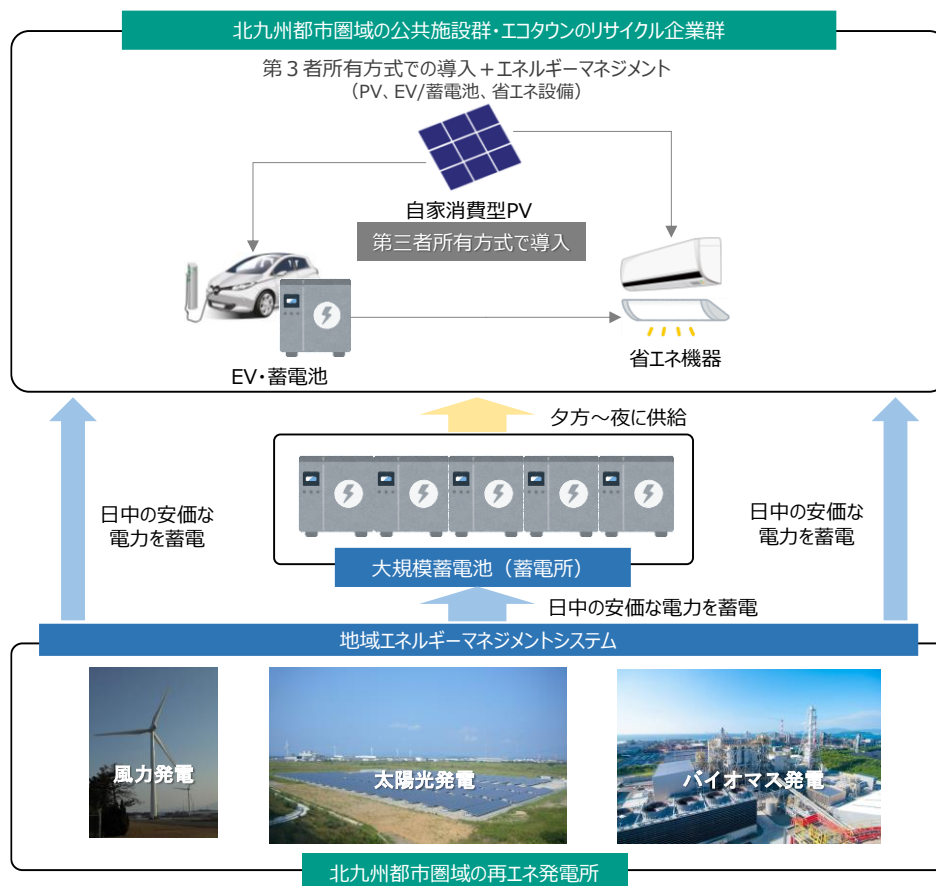 北九州都市圏域の公共施設群・エコタウンのリサイクル企業群
第３者所有方式での導入＋エネルギーマネジメント
（PV、EV/蓄電池、省エネ設備）
自家消費型PV
第三者所有方式で導入
EV・蓄電池
省エネ機器
夕方～夜に供給
日中の安価な
電力を蓄電
日中の安価な
電力を蓄電
大規模蓄電池（蓄電所）
日中の安価な電力を蓄電
地域エネルギーマネジメントシステム
風力発電
太陽光発電
バイオマス発電
北九州都市圏域の再エネ発電所